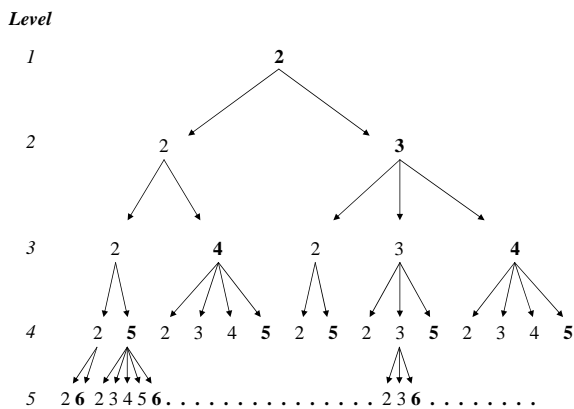 Level
1 2
2 2 3
3 2 4 2 3 4
4 2 5 2 3 4 5 2 5 2 3 5 2 3 4 5
5 2 6 2 3 4 5 6 . . . . . . . . . . . . . . . . . 2 3 6 . . . . . . . .